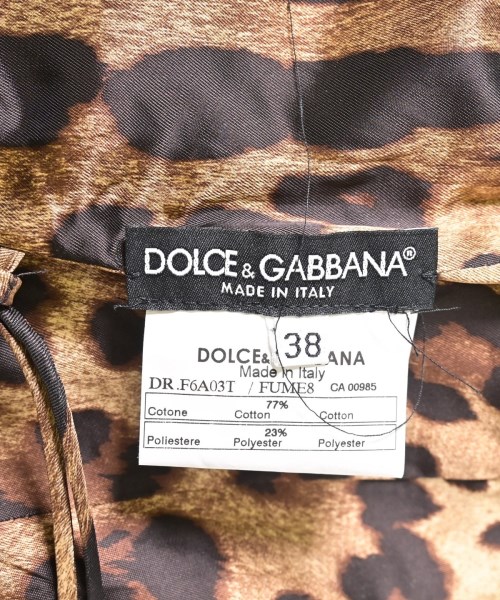 DOLCE & GABBANA®
MADE IN ITALY
38
DOLCE& ANA
Made in Italy
DR.F6A03T / FUME8 CA 00985
77%
Cotone Cotton Cotton
23%
Poliestere Polyester Polyester